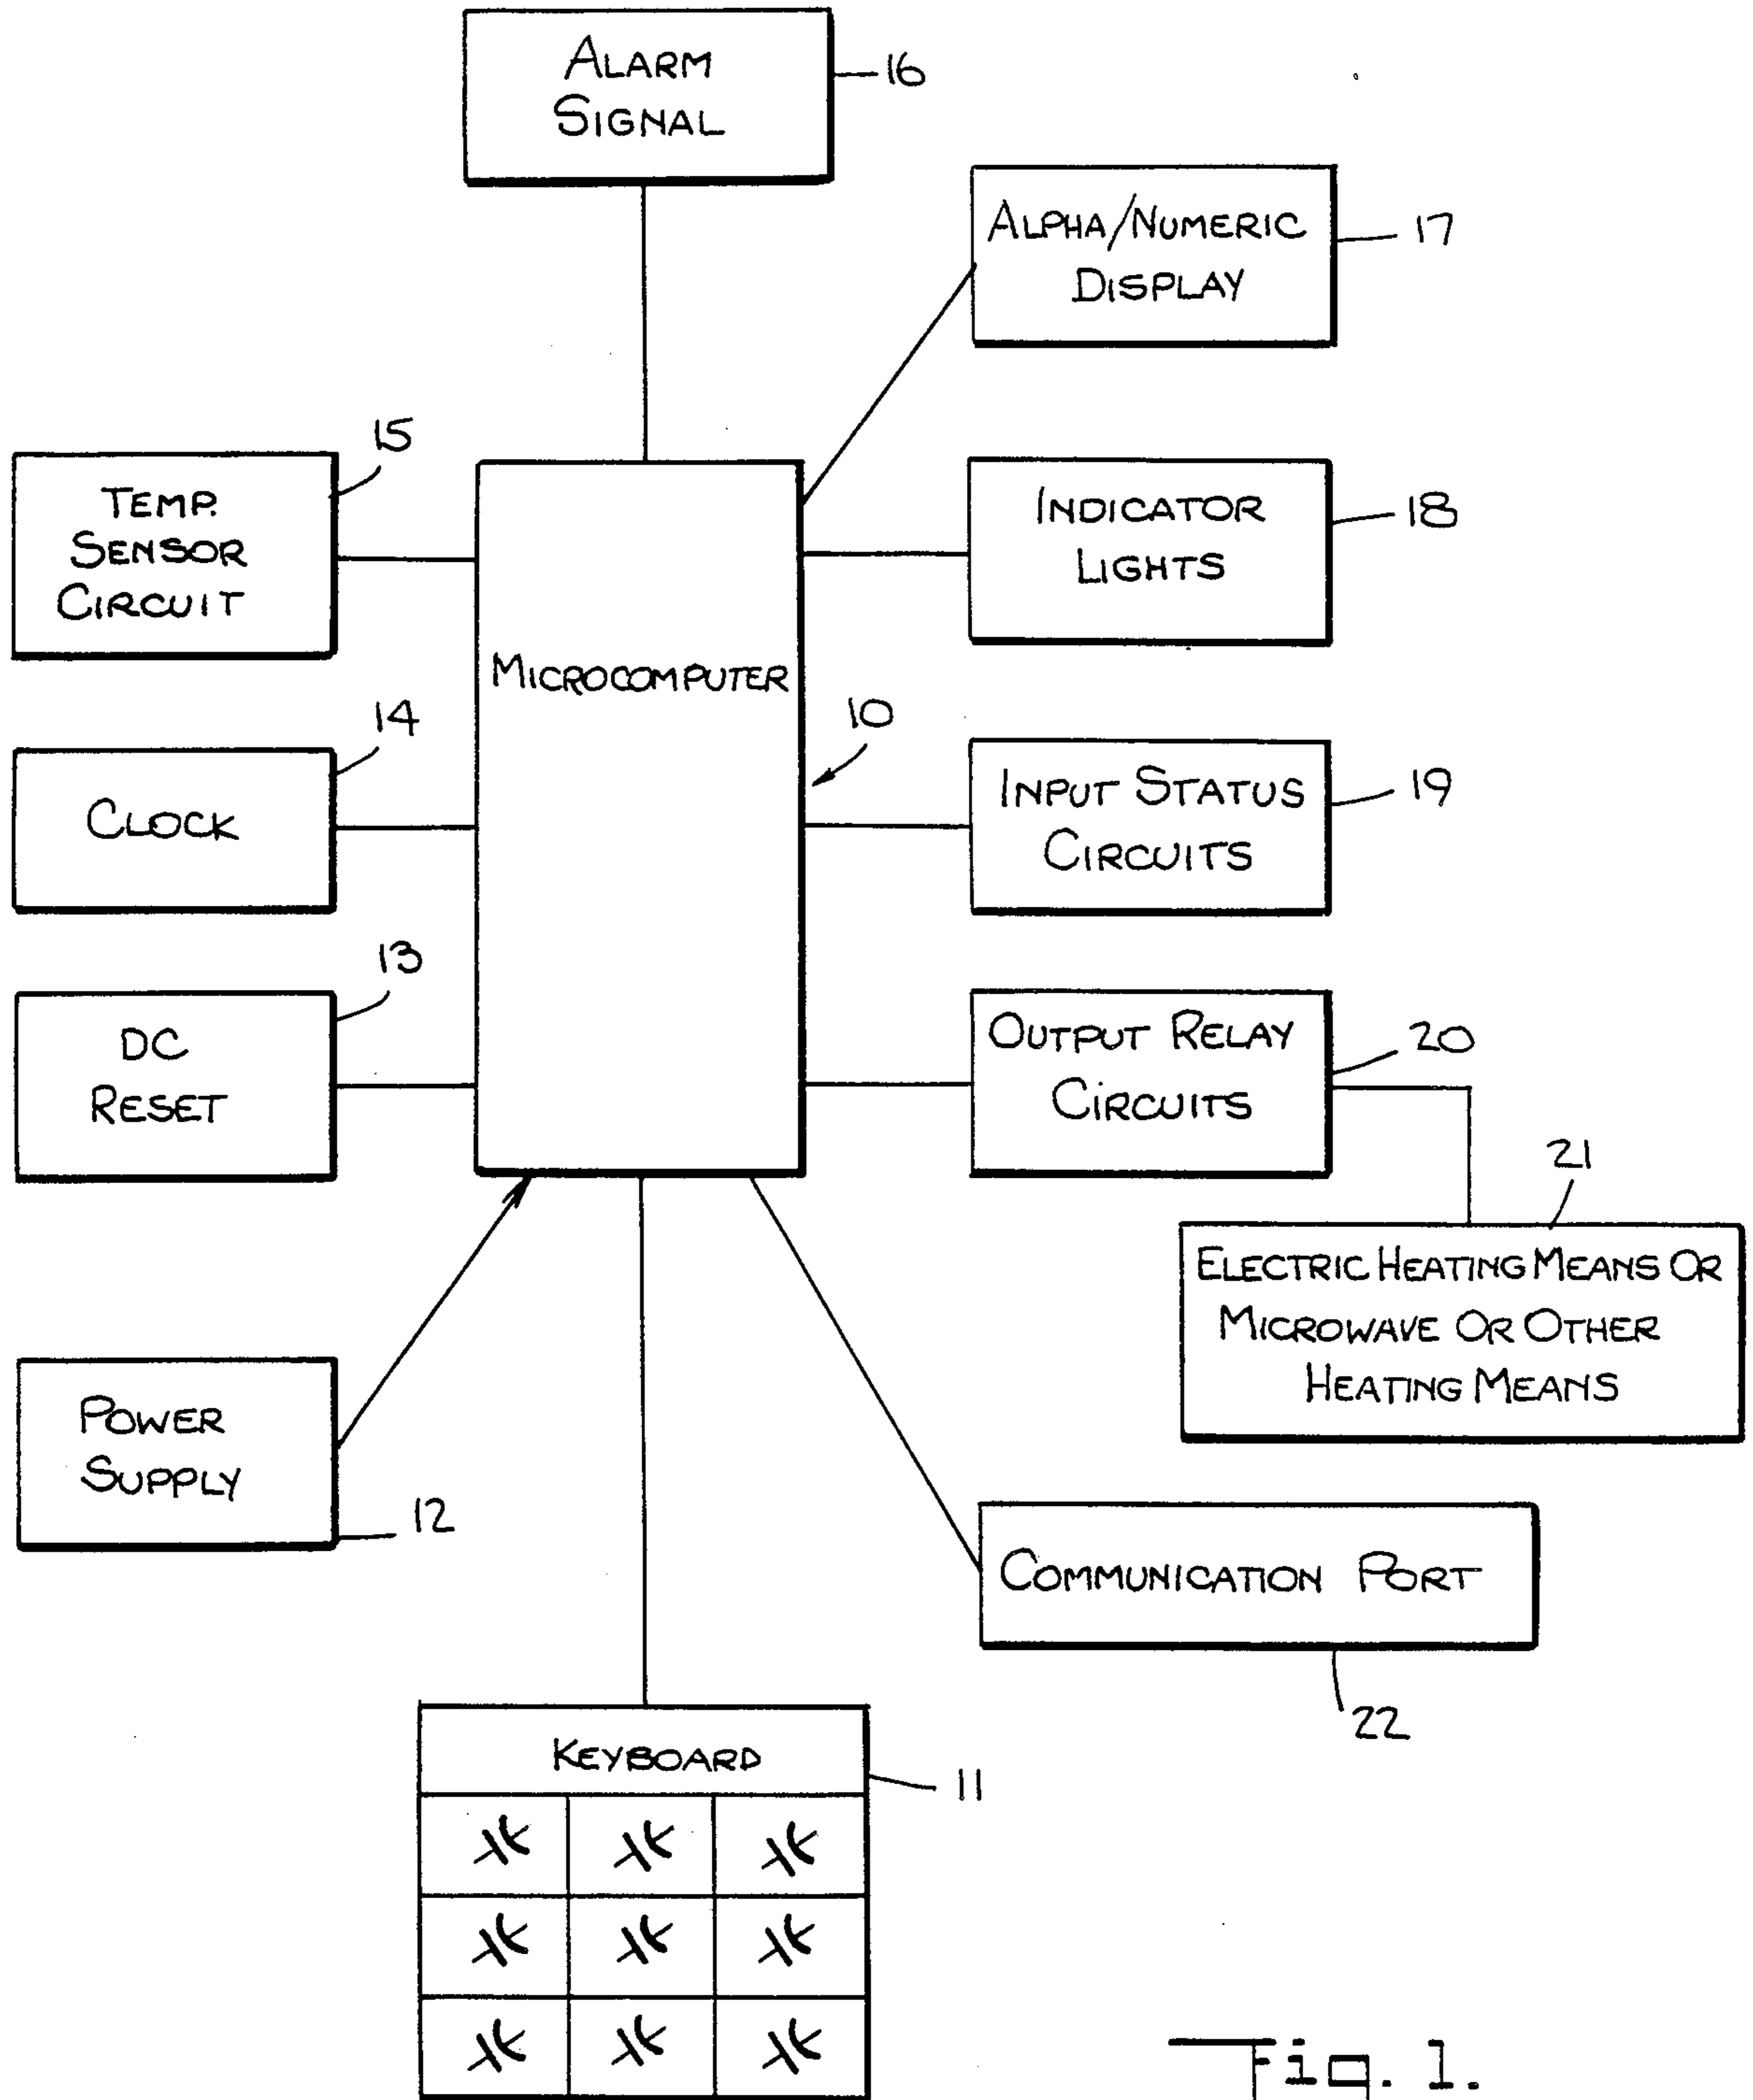 ALARM
SIGNAL
16
ALPHA/NUMERIC
DISPLAY
17
15
TEMP.
SENSOR
CIRCUIT
MICROCOMPUTER
INDICATOR
LIGHTS
18
14
CLOCK
10
INPUT STATUS
CIRCUITS
19
13
DC
RESET
OUTPUT RELAY
CIRCUITS
20
21
ELECTRIC HEATING MEANS OR
MICROWAVE OR OTHER
HEATING MEANS
POWER
SUPPLY
12
COMMUNICATION PORT
22
KEYBOARD
11
Fig. 1.